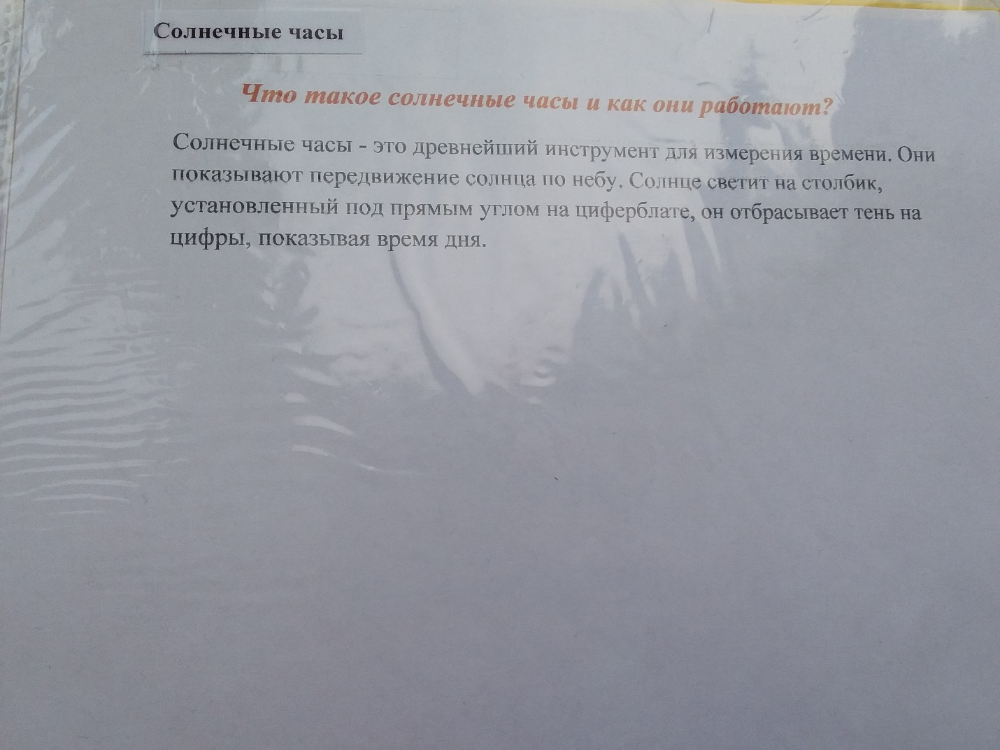 Солнечные часы
Что такое солнечные часы и как они работают?
Солнечные часы - это древнейший инструмент для измерения времени. Они
показывают передвижение солнца по небу. Солнце светит на столбик,
установленный под прямым углом на циферблате, он отбрасывает тень на
цифры, показывая время дня.